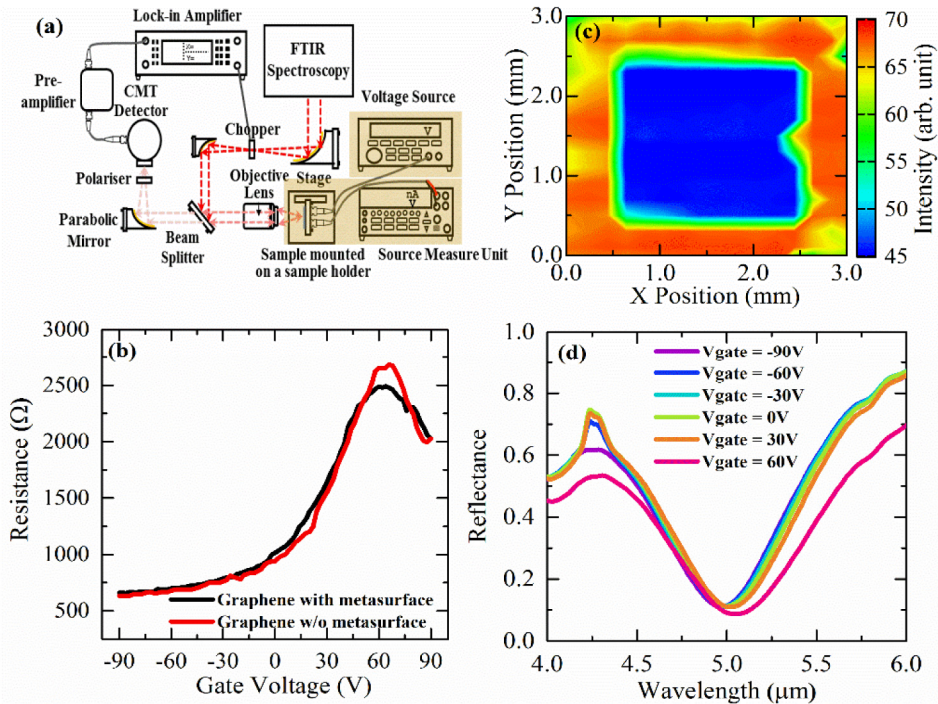 (a)
Lock-in Amplifier
FTIR
Spectroscopy
Pre-
amplifier
CMT
Detector
Voltage Source
V
Chopper
Polariser
Objective
Lens
Stage
nA
V
Parabolic
Mirror
Beam
Splitter
Sample mounted
on a sample holder
Source Measure Unit
(c)
3.0
2.0
1.0
0.0
Y Position (mm)
0.0 1.0 2.0 3.0
X Position (mm)
70
65
60
55
50
45
Intensity (arb. unit)
(b)
3000
2500
2000
1500
1000
500
Resistance (Ω)
Graphene with metasurface
Graphene w/o metasurface
-90 -60 -30 0 30 60 90
Gate Voltage (V)
(d)
1.0
0.8
0.6
0.4
0.2
0.0
Reflectance
Vgate = -90V
Vgate = -60V
Vgate = -30V
Vgate = 0V
Vgate = 30V
Vgate = 60V
4.0 4.5 5.0 5.5 6.0
Wavelength (μm)